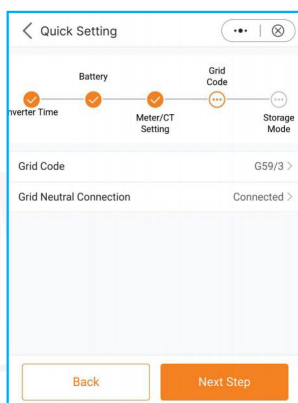 Quick Setting
Battery
Grid
Code
nverter Time
Meter/CT
Setting
Storage
Mode
Grid Code G59/3
Grid Neutral Connection Connected
Back Next Step